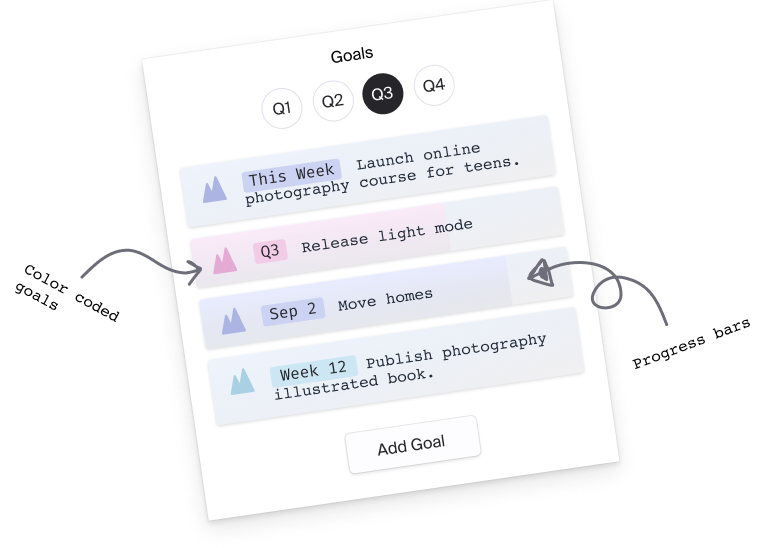 Goals
Q1 Q2 Q3 Q4
This Week Launch online
photography course for teens.
Q3 Release light mode
Sep 2 Move homes
Week 12 Publish photography
illustrated book.
Add Goal
Color coded
goals
Progress bars